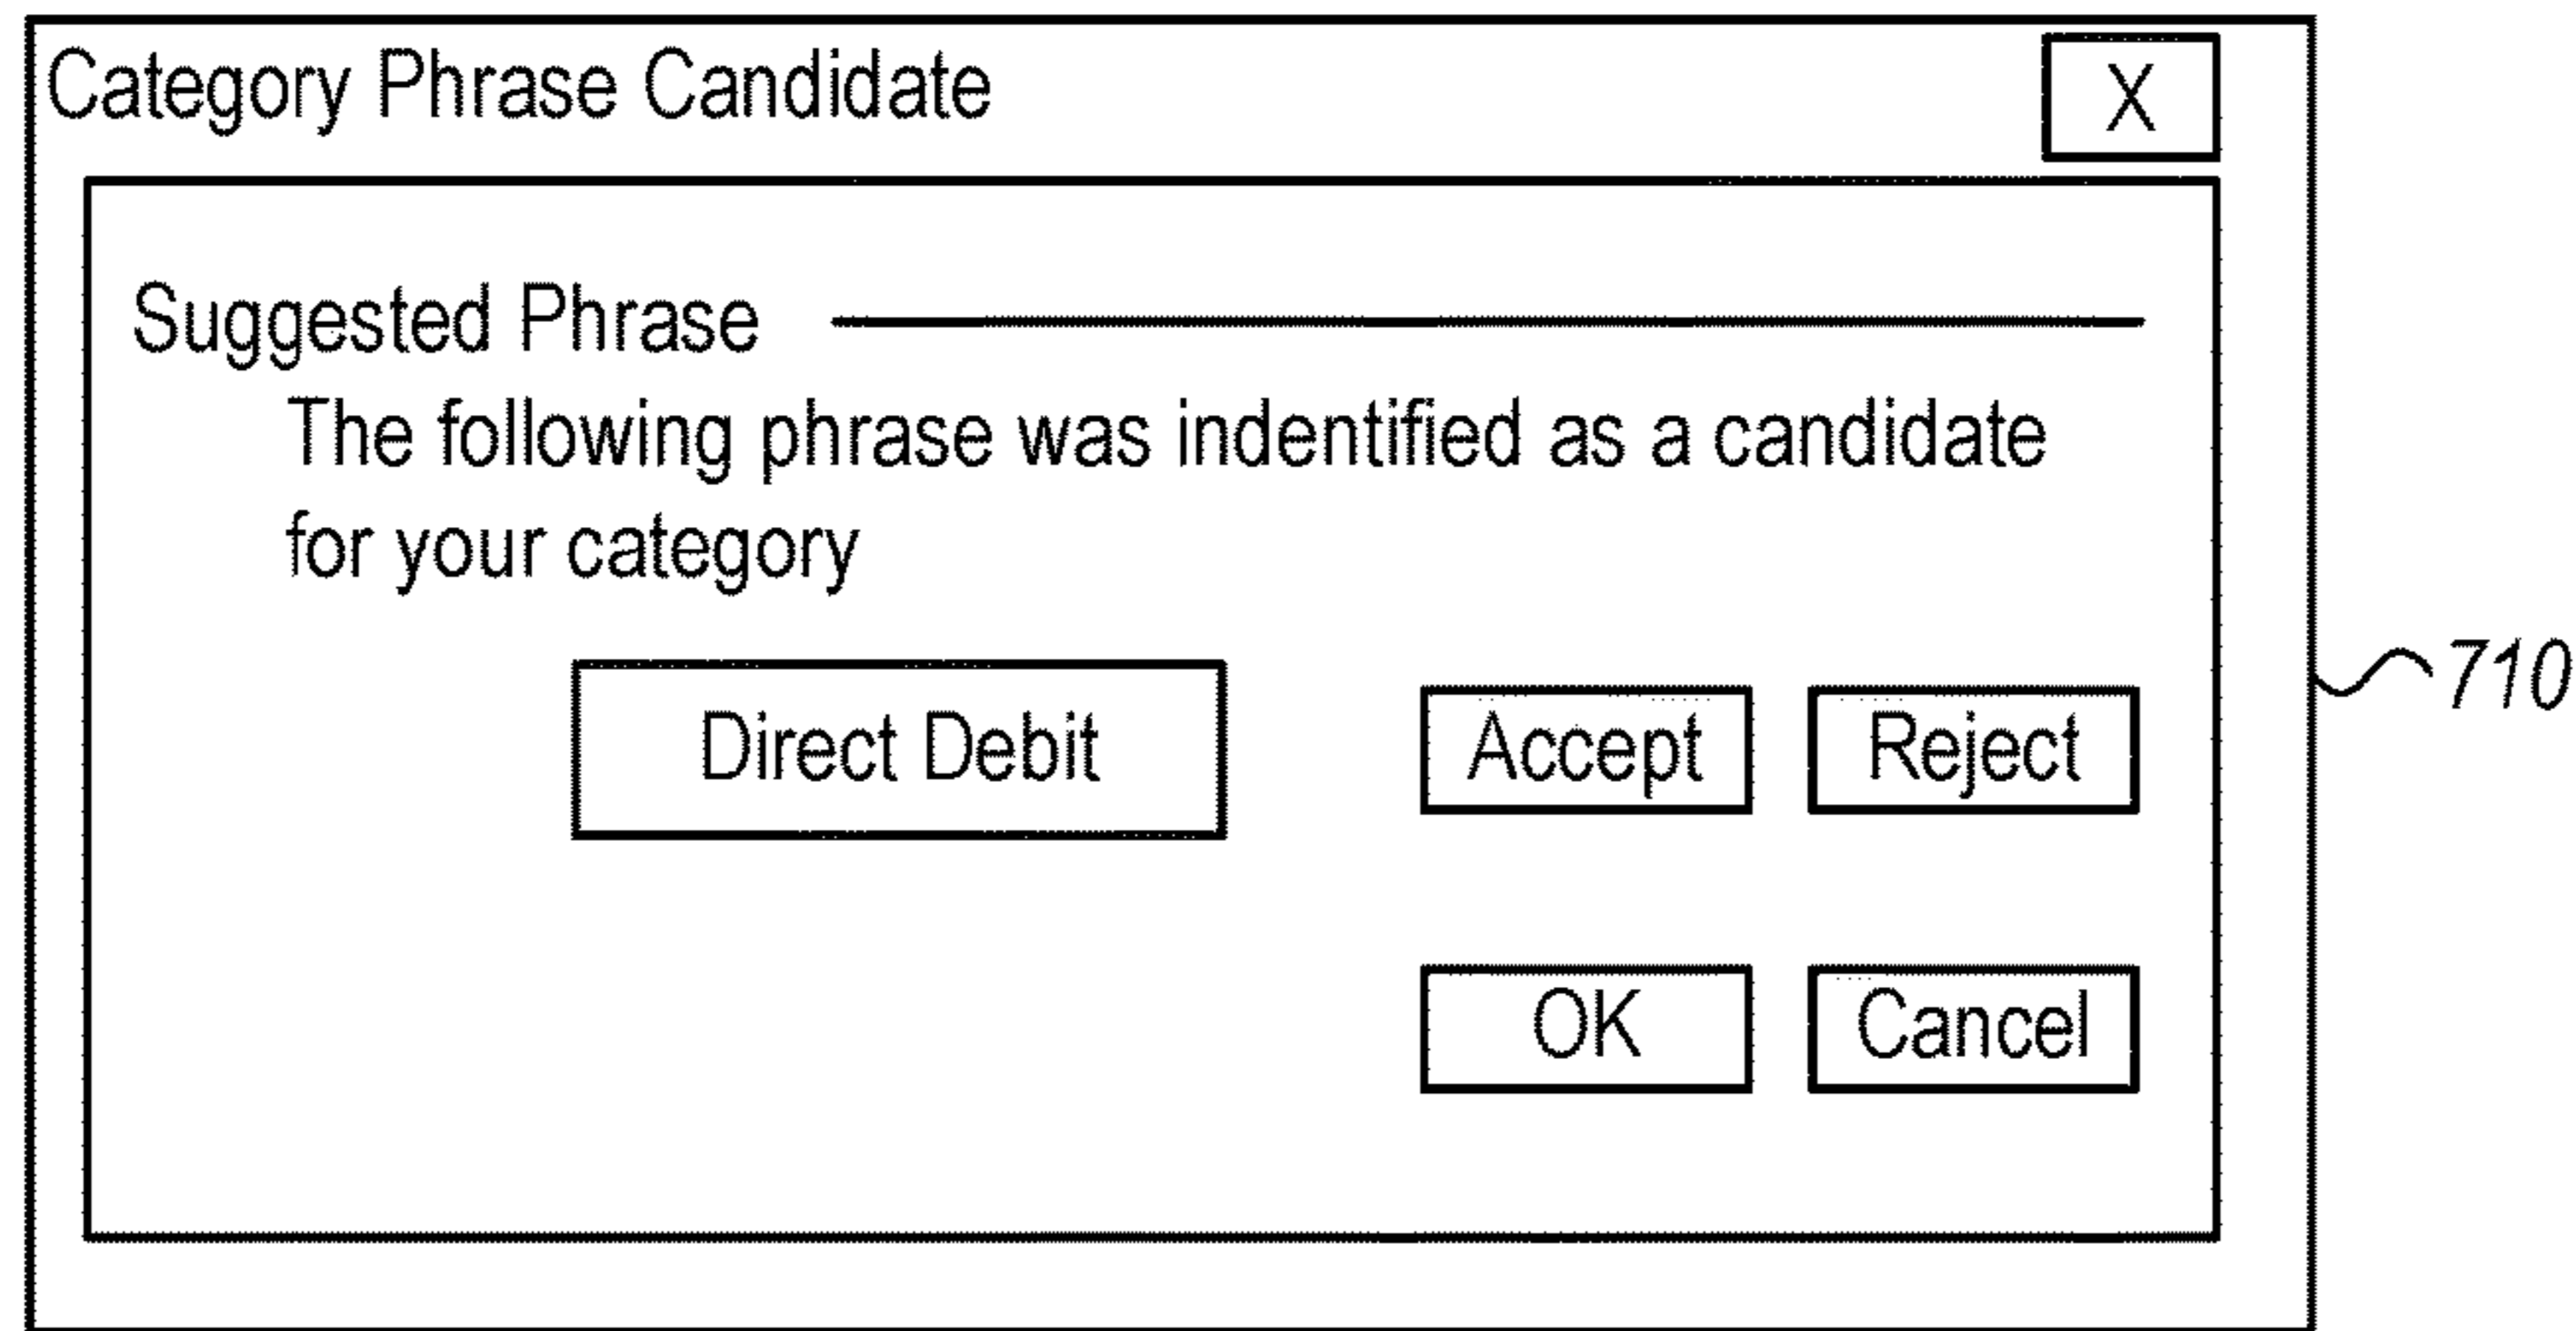 Category Phrase Candidate X
Suggested Phrase
The following phrase was indentified as a candidate
for your category
710
Direct Debit Accept Reject
OK Cancel